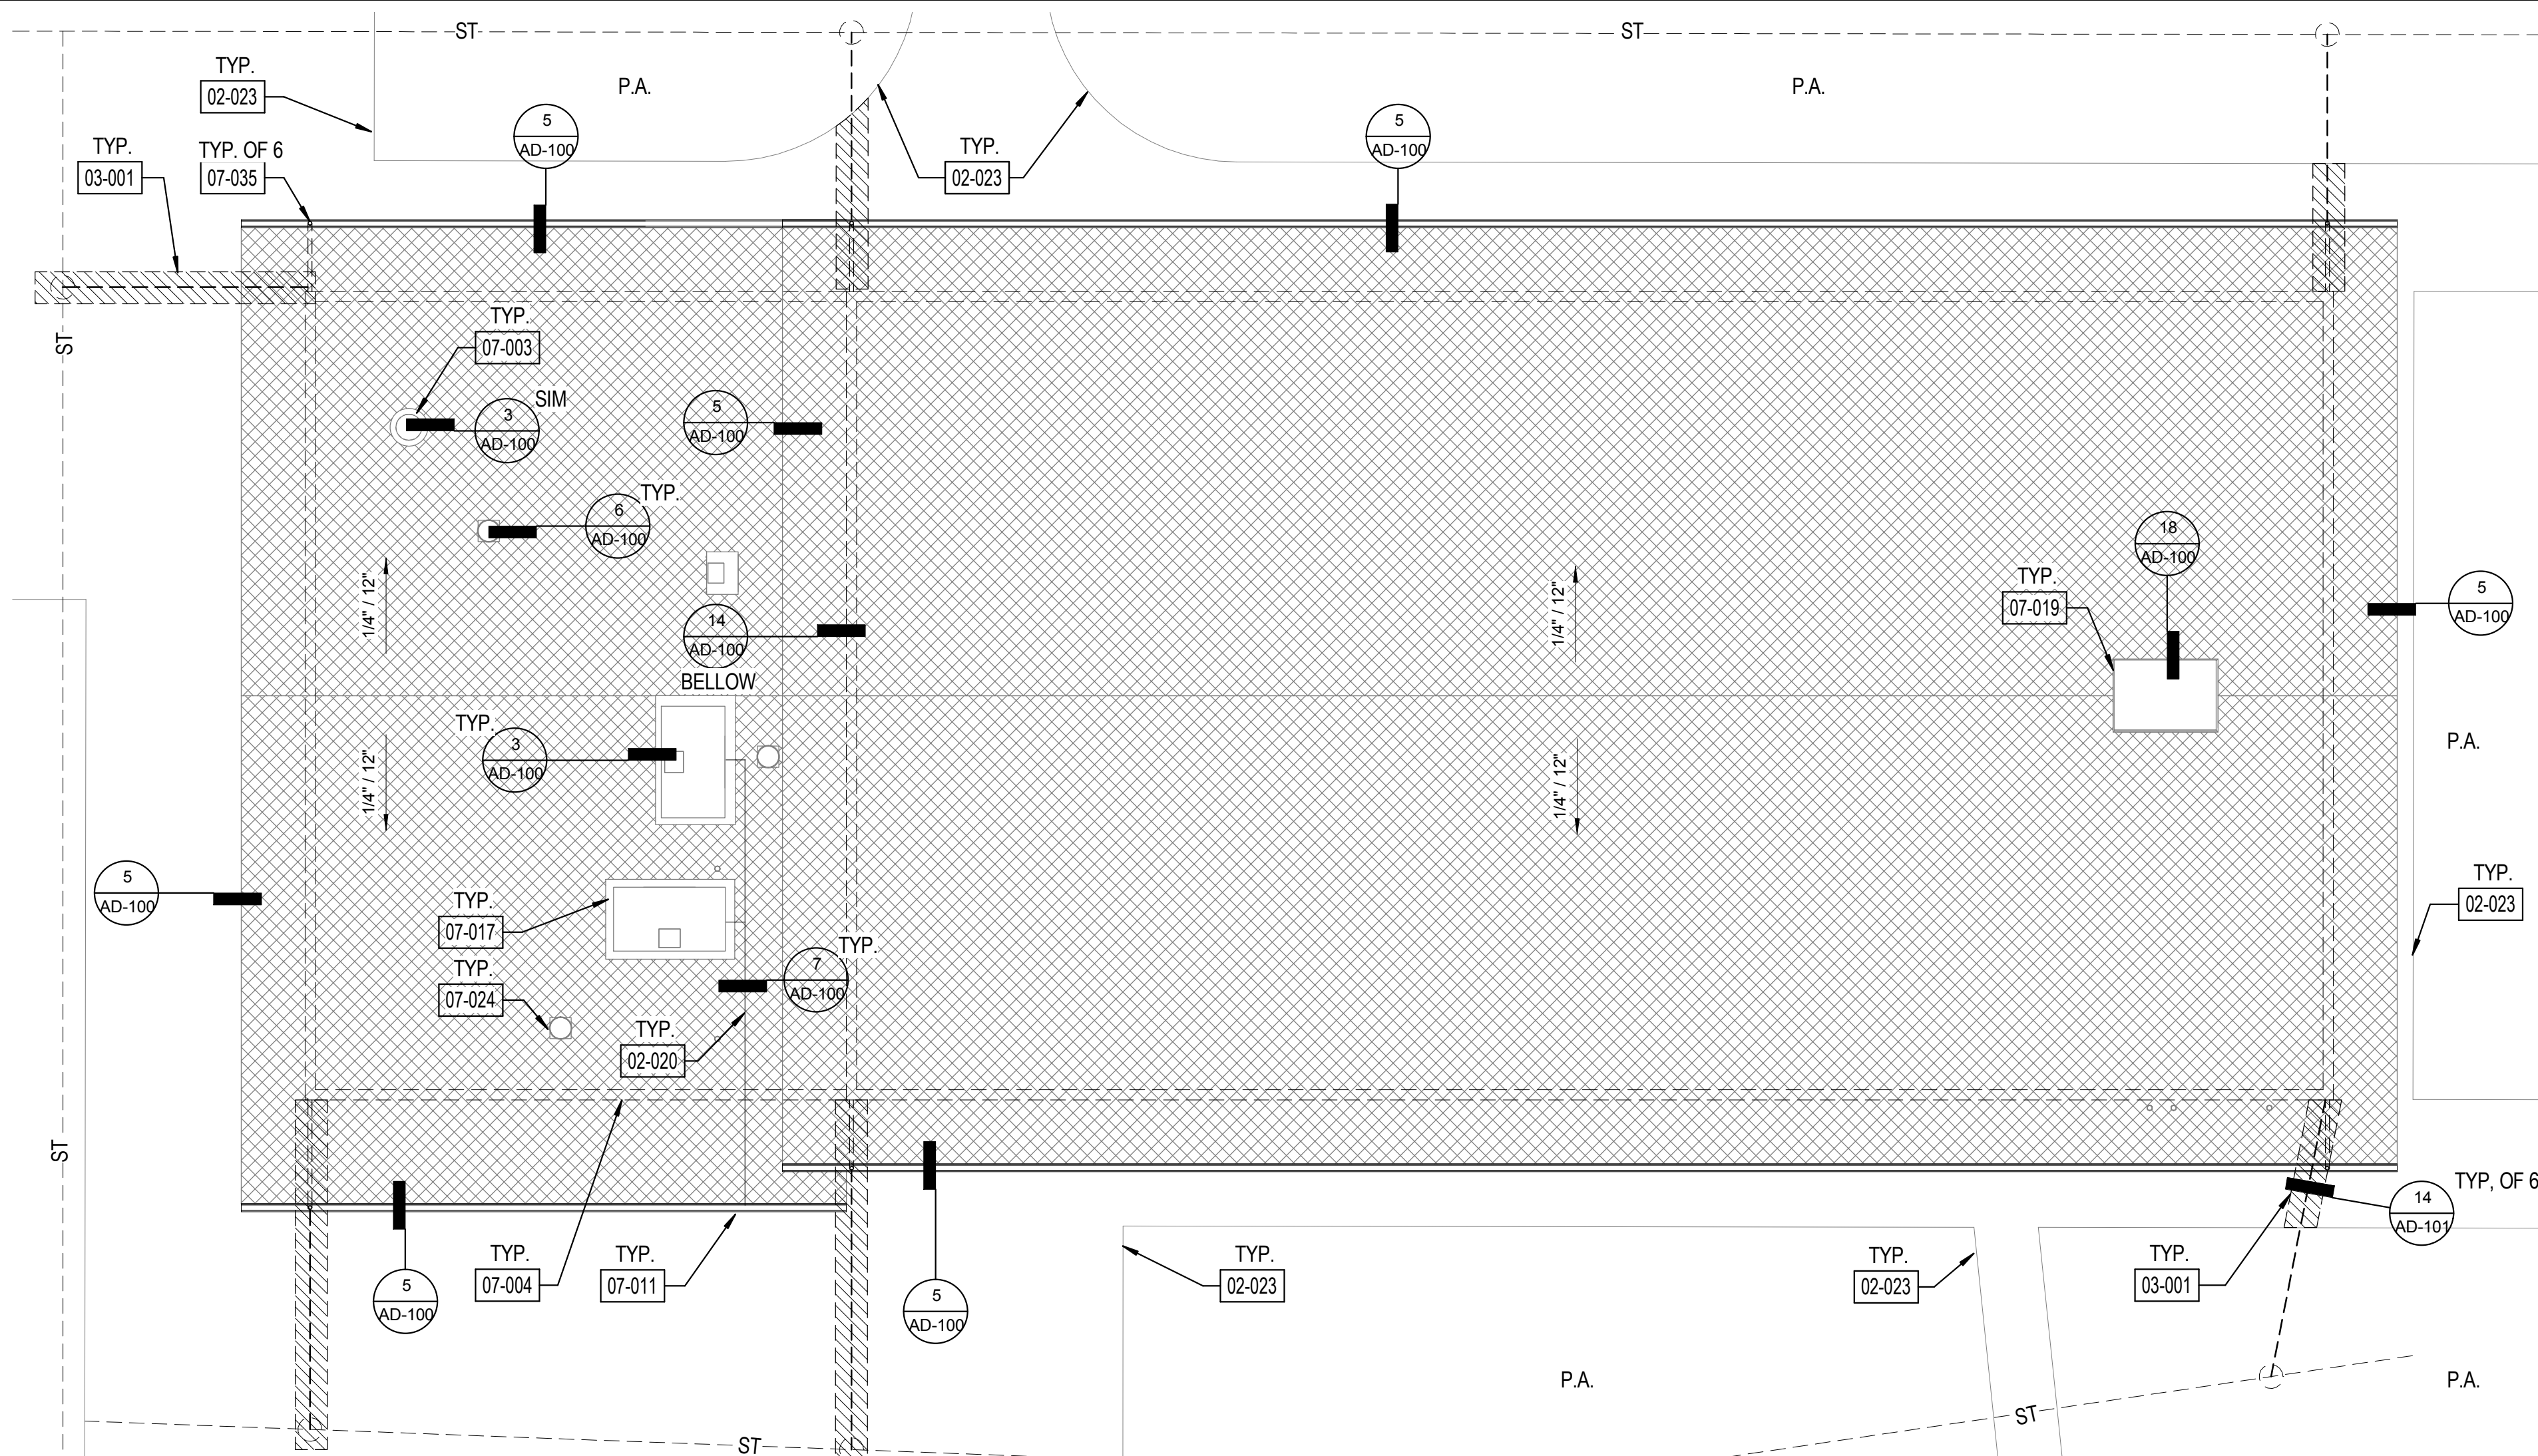 ST
ST
P.A.
P.A.
TYP.
02-023
5
AD-100
5
AD-100
TYP.
03-001
TYP. OF 6
07-035
TYP.
02-023
ST
TYP.
07-003
SIM
3
AD-100
5
AD-100
TYP.
6
AD-100
18
AD-100
1/4" / 12"
1/4" / 12"
TYP.
07-019
5
AD-100
14
AD-100
BELLOW
TYP.
3
AD-100
1/4" / 12"
1/4" / 12"
P.A.
5
AD-100
TYP.
07-017
TYP.
02-023
TYP.
7
AD-100
TYP.
07-024
TYP.
02-020
ST
TYP, OF 6
14
AD-101
TYP.
07-004
TYP.
07-011
TYP.
02-023
TYP.
02-023
TYP.
03-001
5
AD-100
5
AD-100
P.A.
P.A.
ST
ST